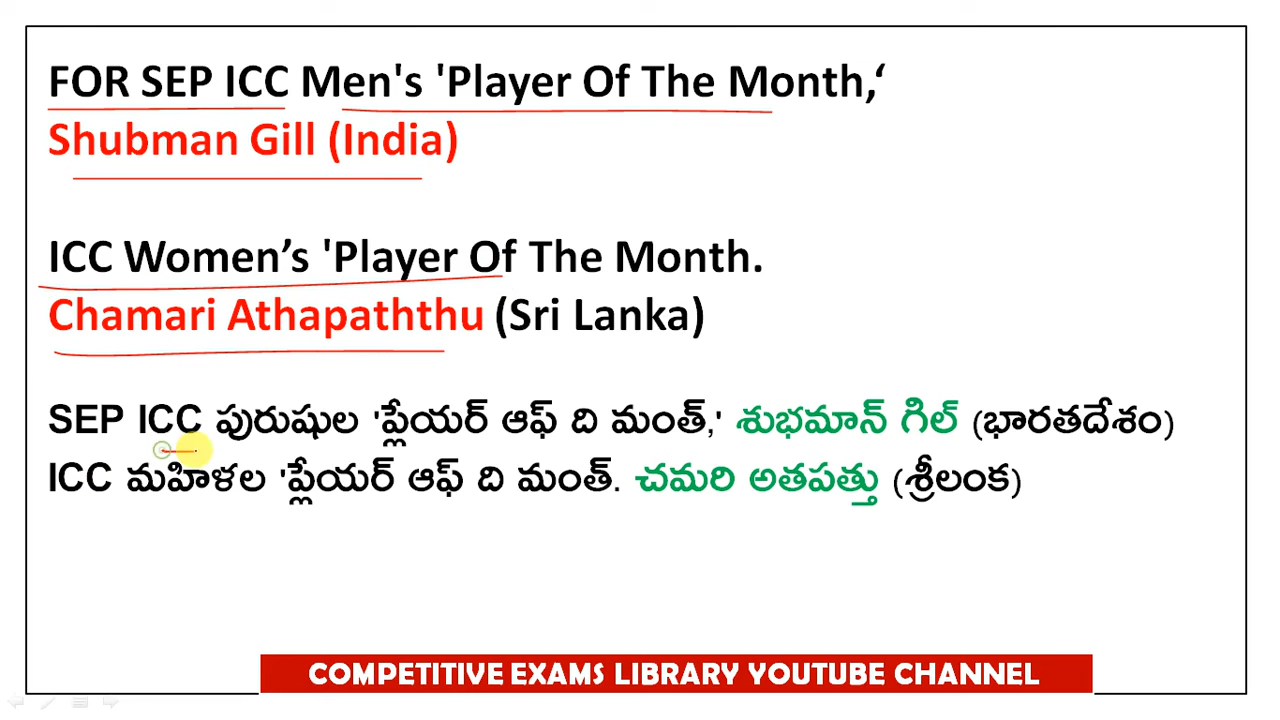 FOR SEP ICC Men's 'Player Of The Month,‘
Shubman Gill (India)
ICC Women’s 'Player Of The Month.
Chamari Athapaththu (Sri Lanka)
SEP ICC పురుషుల 'ప్లేయర్ ఆఫ్ ది మంత్,' శుభమాన్ గిల్ (భారతదేశం)
ICC మహిళల 'ప్లేయర్ ఆఫ్ ది మంత్. చమరి అతపత్తు (శ్రీలంక)
COMPETITIVE EXAMS LIBRARY YOUTUBE CHANNEL